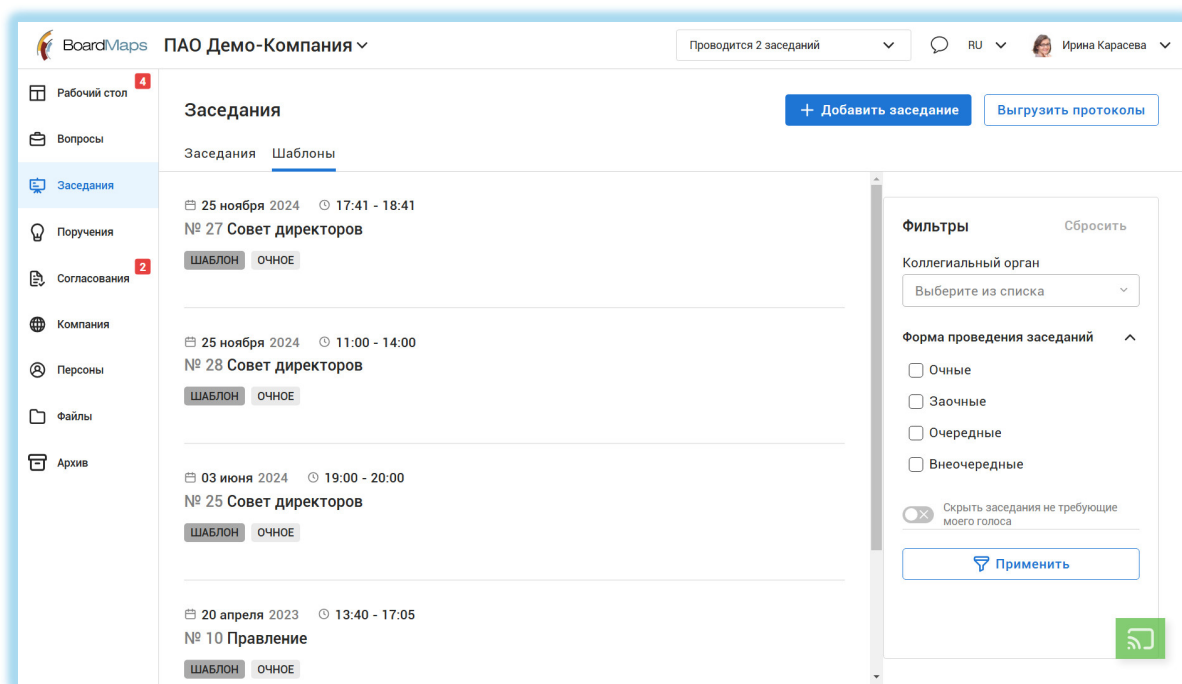 BoardMaps ПАО Демо-Компания
Проводится 2 заседаний
RU
Ирина Карасева
Рабочий стол 4
Вопросы
Заседания
Поручения
Согласования 2
Компания
Персоны
Файлы
Архив
Заседания
+ Добавить заседание
Выгрузить протоколы
Заседания Шаблоны
25 ноября 2024 17:41 - 18:41
№ 27 Совет директоров
ШАБЛОН ОЧНОЕ
25 ноября 2024 11:00 - 14:00
№ 28 Совет директоров
ШАБЛОН ОЧНОЕ
03 июня 2024 19:00 - 20:00
№ 25 Совет директоров
ШАБЛОН ОЧНОЕ
20 апреля 2023 13:40 - 17:05
№ 10 Правление
ШАБЛОН ОЧНОЕ
Фильтры Сбросить
Коллегиальный орган
Выберите из списка
Форма проведения заседаний
Очные
Заочные
Очередные
Внеочередные
Скрыть заседания не требующие
моего голоса
Применить